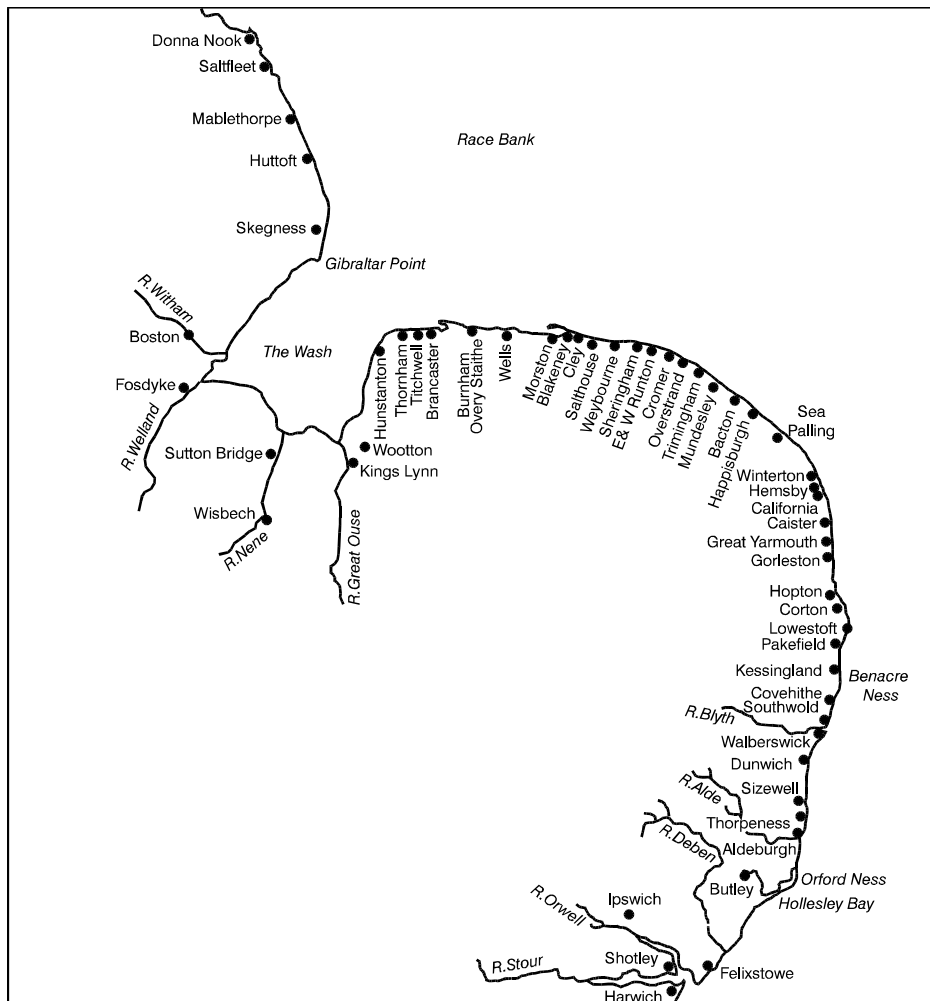 Donna Nook
Saltfleet
Mablethorpe
Race Bank
Huttoft
Skegness
Gibraltar Point
R.Witham
Boston
The Wash
Fosdyke
R.Welland
Hunstanton
Thornham
Titchwell
Brancaster
Burnham
Overy Staithe
Wells
Morston
Blakeney
Cley
Salthouse
Weybourne
Sheringham
E& W Runton
Cromer
Overstrand
Trimingham
Mundesley
Bacton
Happisburgh
Sea
Palling
Sutton Bridge
Wootton
Kings Lynn
Wisbech
R.Nene
R.Great Ouse
Winterton
Hemsby
California
Caister
Great Yarmouth
Gorleston
Hopton
Corton
Lowestoft
Pakefield
Kessingland
Benacre
Ness
Covehithe
Southwold
R.Blyth
Walberswick
Dunwich
Sizewell
R.Alde
Thorpeness
R.Deben
Aldeburgh
Butley
Orford Ness
Hollesley Bay
Ipswich
R.Orwell
Shotley
R.Stour
Felixstowe
Harwich